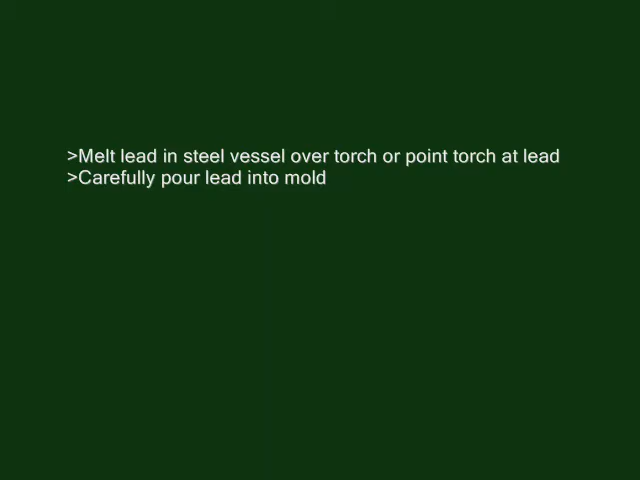 >Melt lead in steel vessel over torch or point torch at lead
>Carefully pour lead into mold